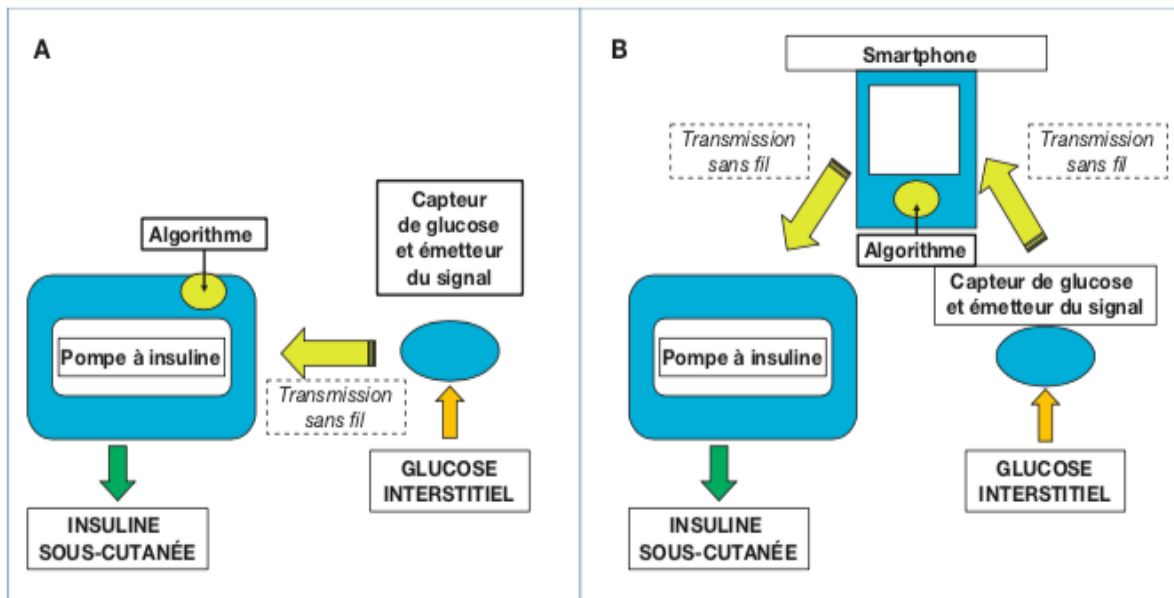 A
Algorithme
Capteur
de glucose
et émetteur
du signal
Pompe à insuline
Transmission
sans fil
GLUCOSE
INTERSTITIEL
INSULINE
SOUS-CUTANÉE
B
Smartphone
Transmission
sans fil
Transmission
sans fil
Algorithme
Capteur de glucose
et émetteur du signal
Pompe à insuline
GLUCOSE
INTERSTITIEL
INSULINE
SOUS-CUTANÉE